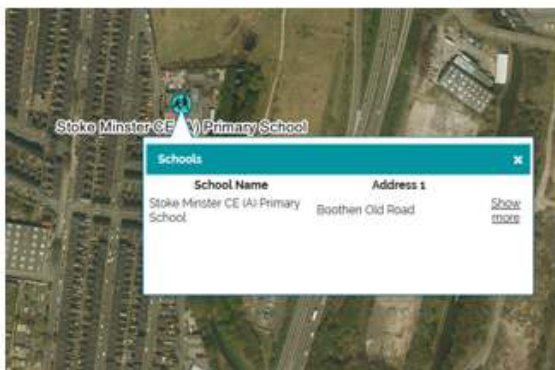 Stoke Minster CE (A) Primary School
Schools
School Name Address 1
Stoke Minster CE (A) Primary Boothen Old Road Show
School more